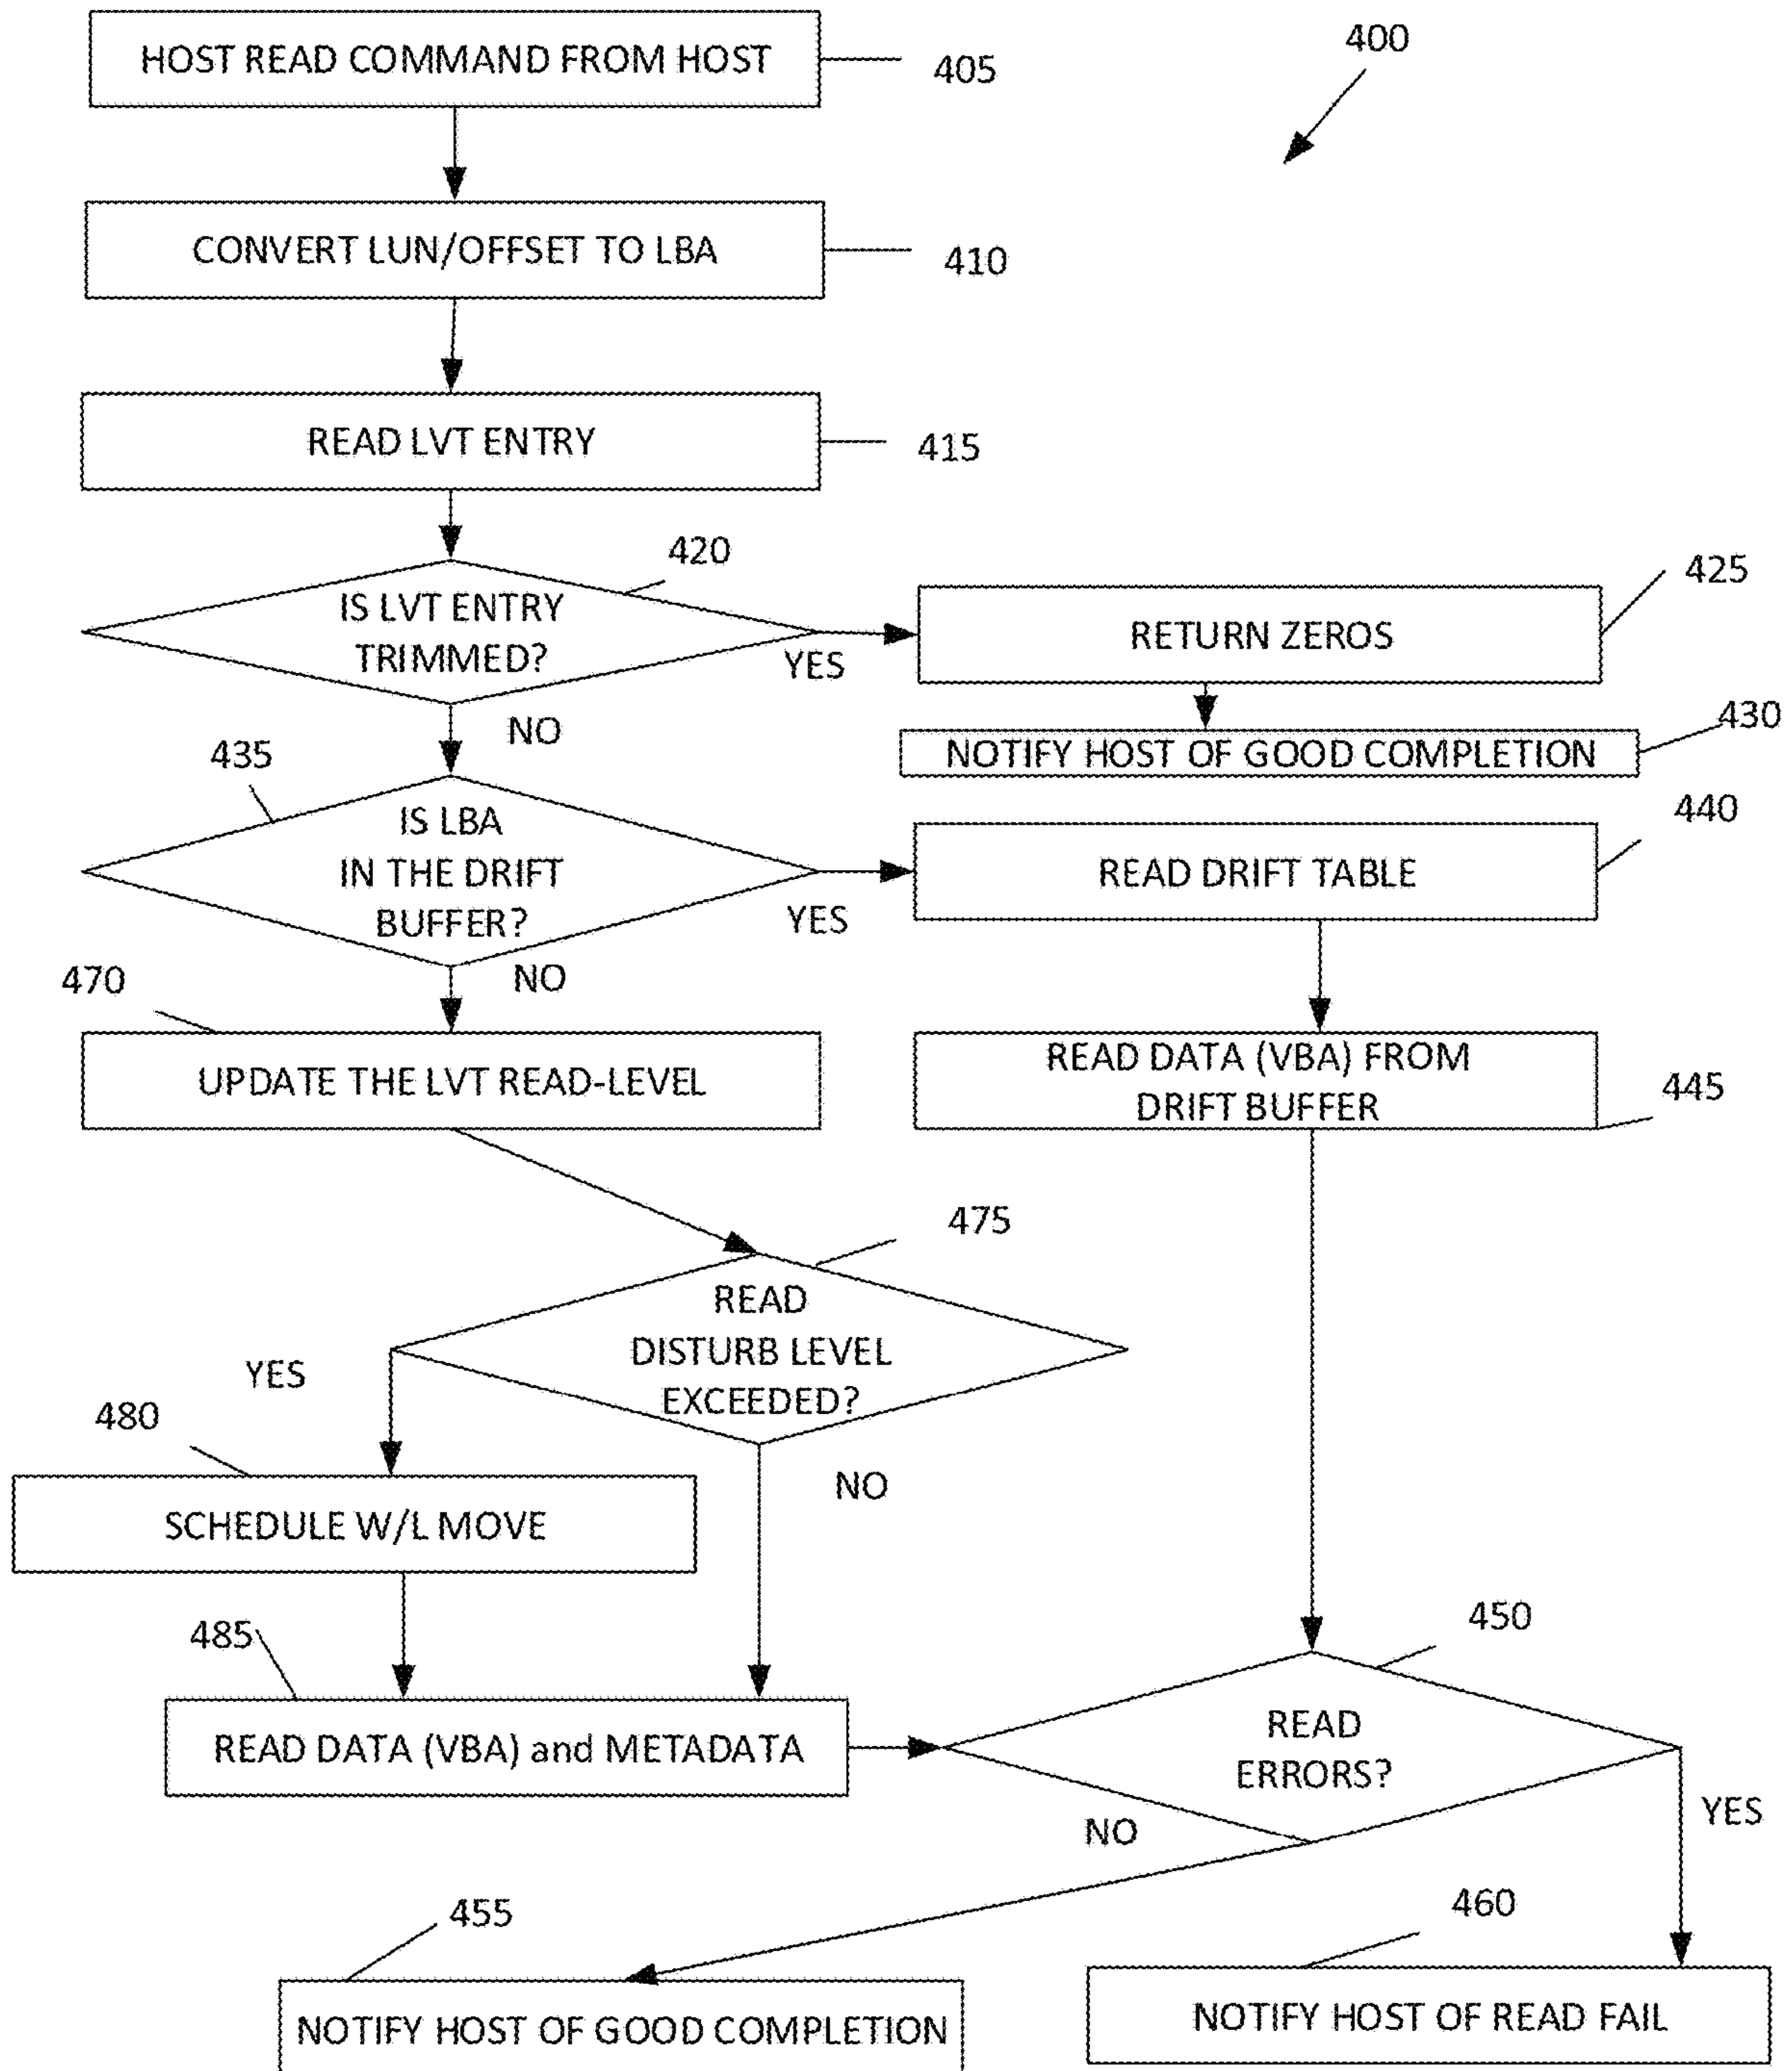 HOST READ COMMAND FROM HOST
405
400
CONVERT LUN/OFFSET TO LBA
410
READ LVT ENTRY
415
420
IS LVT ENTRY
TRIMMED?
YES
NO
RETURN ZEROS
425
NOTIFY HOST OF GOOD COMPLETION
430
435
IS LBA
IN THE DRIFT
BUFFER?
YES
NO
READ DRIFT TABLE
440
470
UPDATE THE LVT READ-LEVEL
READ DATA (VBA) FROM
DRIFT BUFFER
445
475
READ
DISTURB LEVEL
EXCEEDED?
YES
NO
480
SCHEDULE W/L MOVE
485
READ DATA (VBA) and METADATA
450
READ
ERRORS?
NO
YES
455
NOTIFY HOST OF GOOD COMPLETION
460
NOTIFY HOST OF READ FAIL